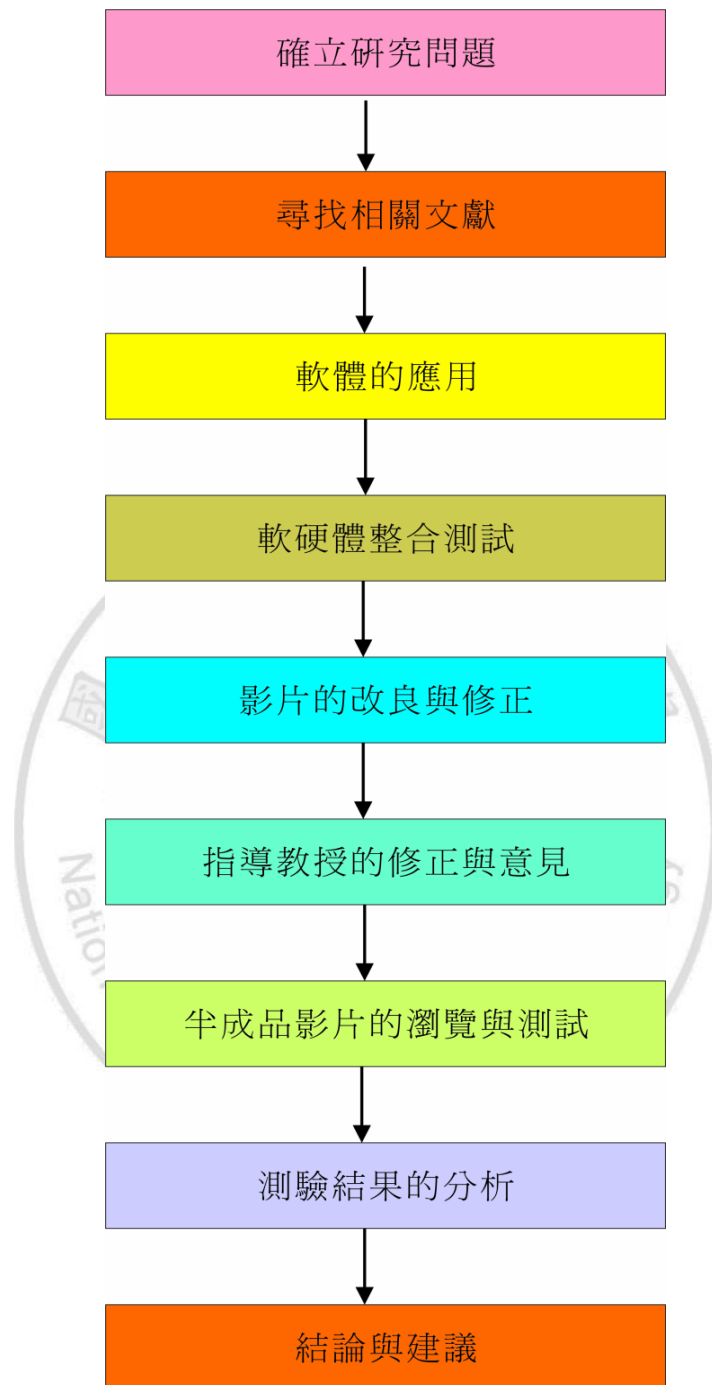 確立研究問題
尋找相關文獻
軟體的應用
軟硬體整合測試
影片的改良與修正
指導教授的修正與意見
半成品影片的瀏覽與測試
測驗結果的分析
結論與建議